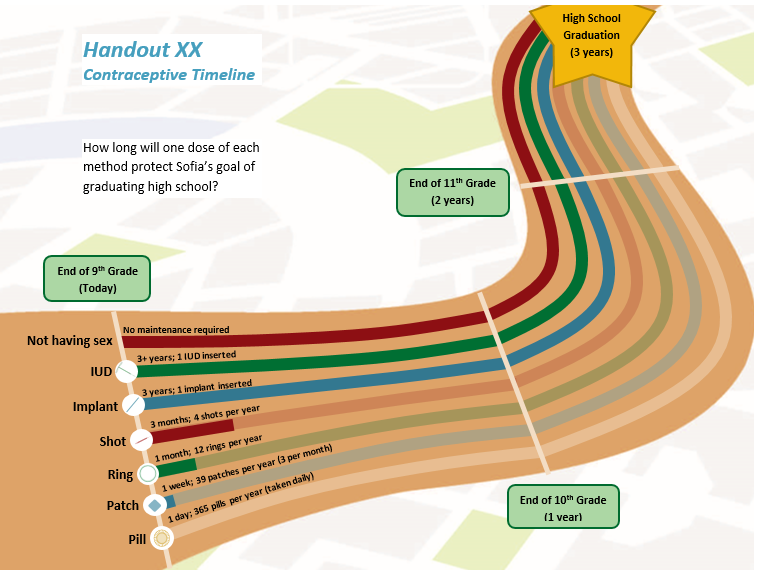 Handout XX
Contraceptive Timeline
High School
Graduation
(3 years)
How long will one dose of each
method protect Sofia's goal of
graduating high school?
End of 11th Grade
(2 years)
End of 9th Grade
(Today)
No maintenance required
Not having sex
3+ years; 1 IUD inserted
IUD
3 years; 1 implant inserted
Implant
3 months; 4 shots per year
Shot
1 month; 12 rings per year
Ring
1 week; 39 patches per year (3 per month)
Patch
1 day; 365 pills per year (taken daily)
Pill
End of 10th Grade
(1 year)